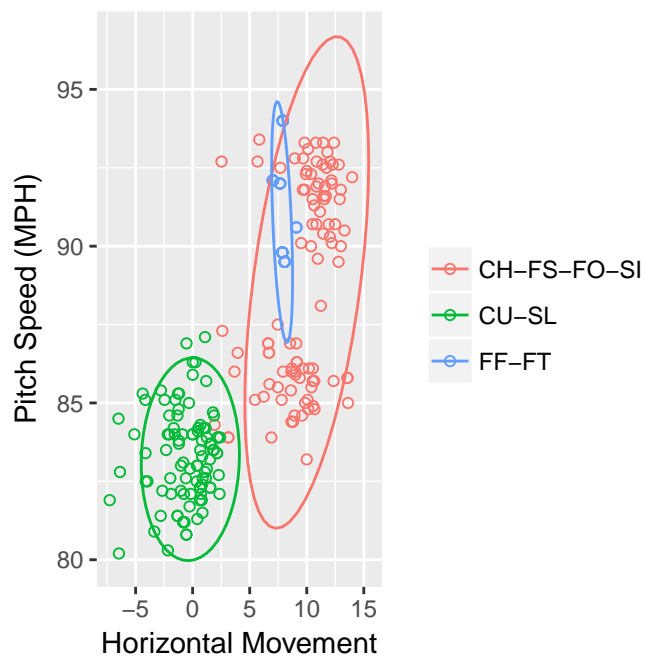 95
90
85
80
−5
0
5
10
15
Horizontal Movement
Pitch Speed (MPH)
CH−FS−FO−SI
CU−SL
FF−FT